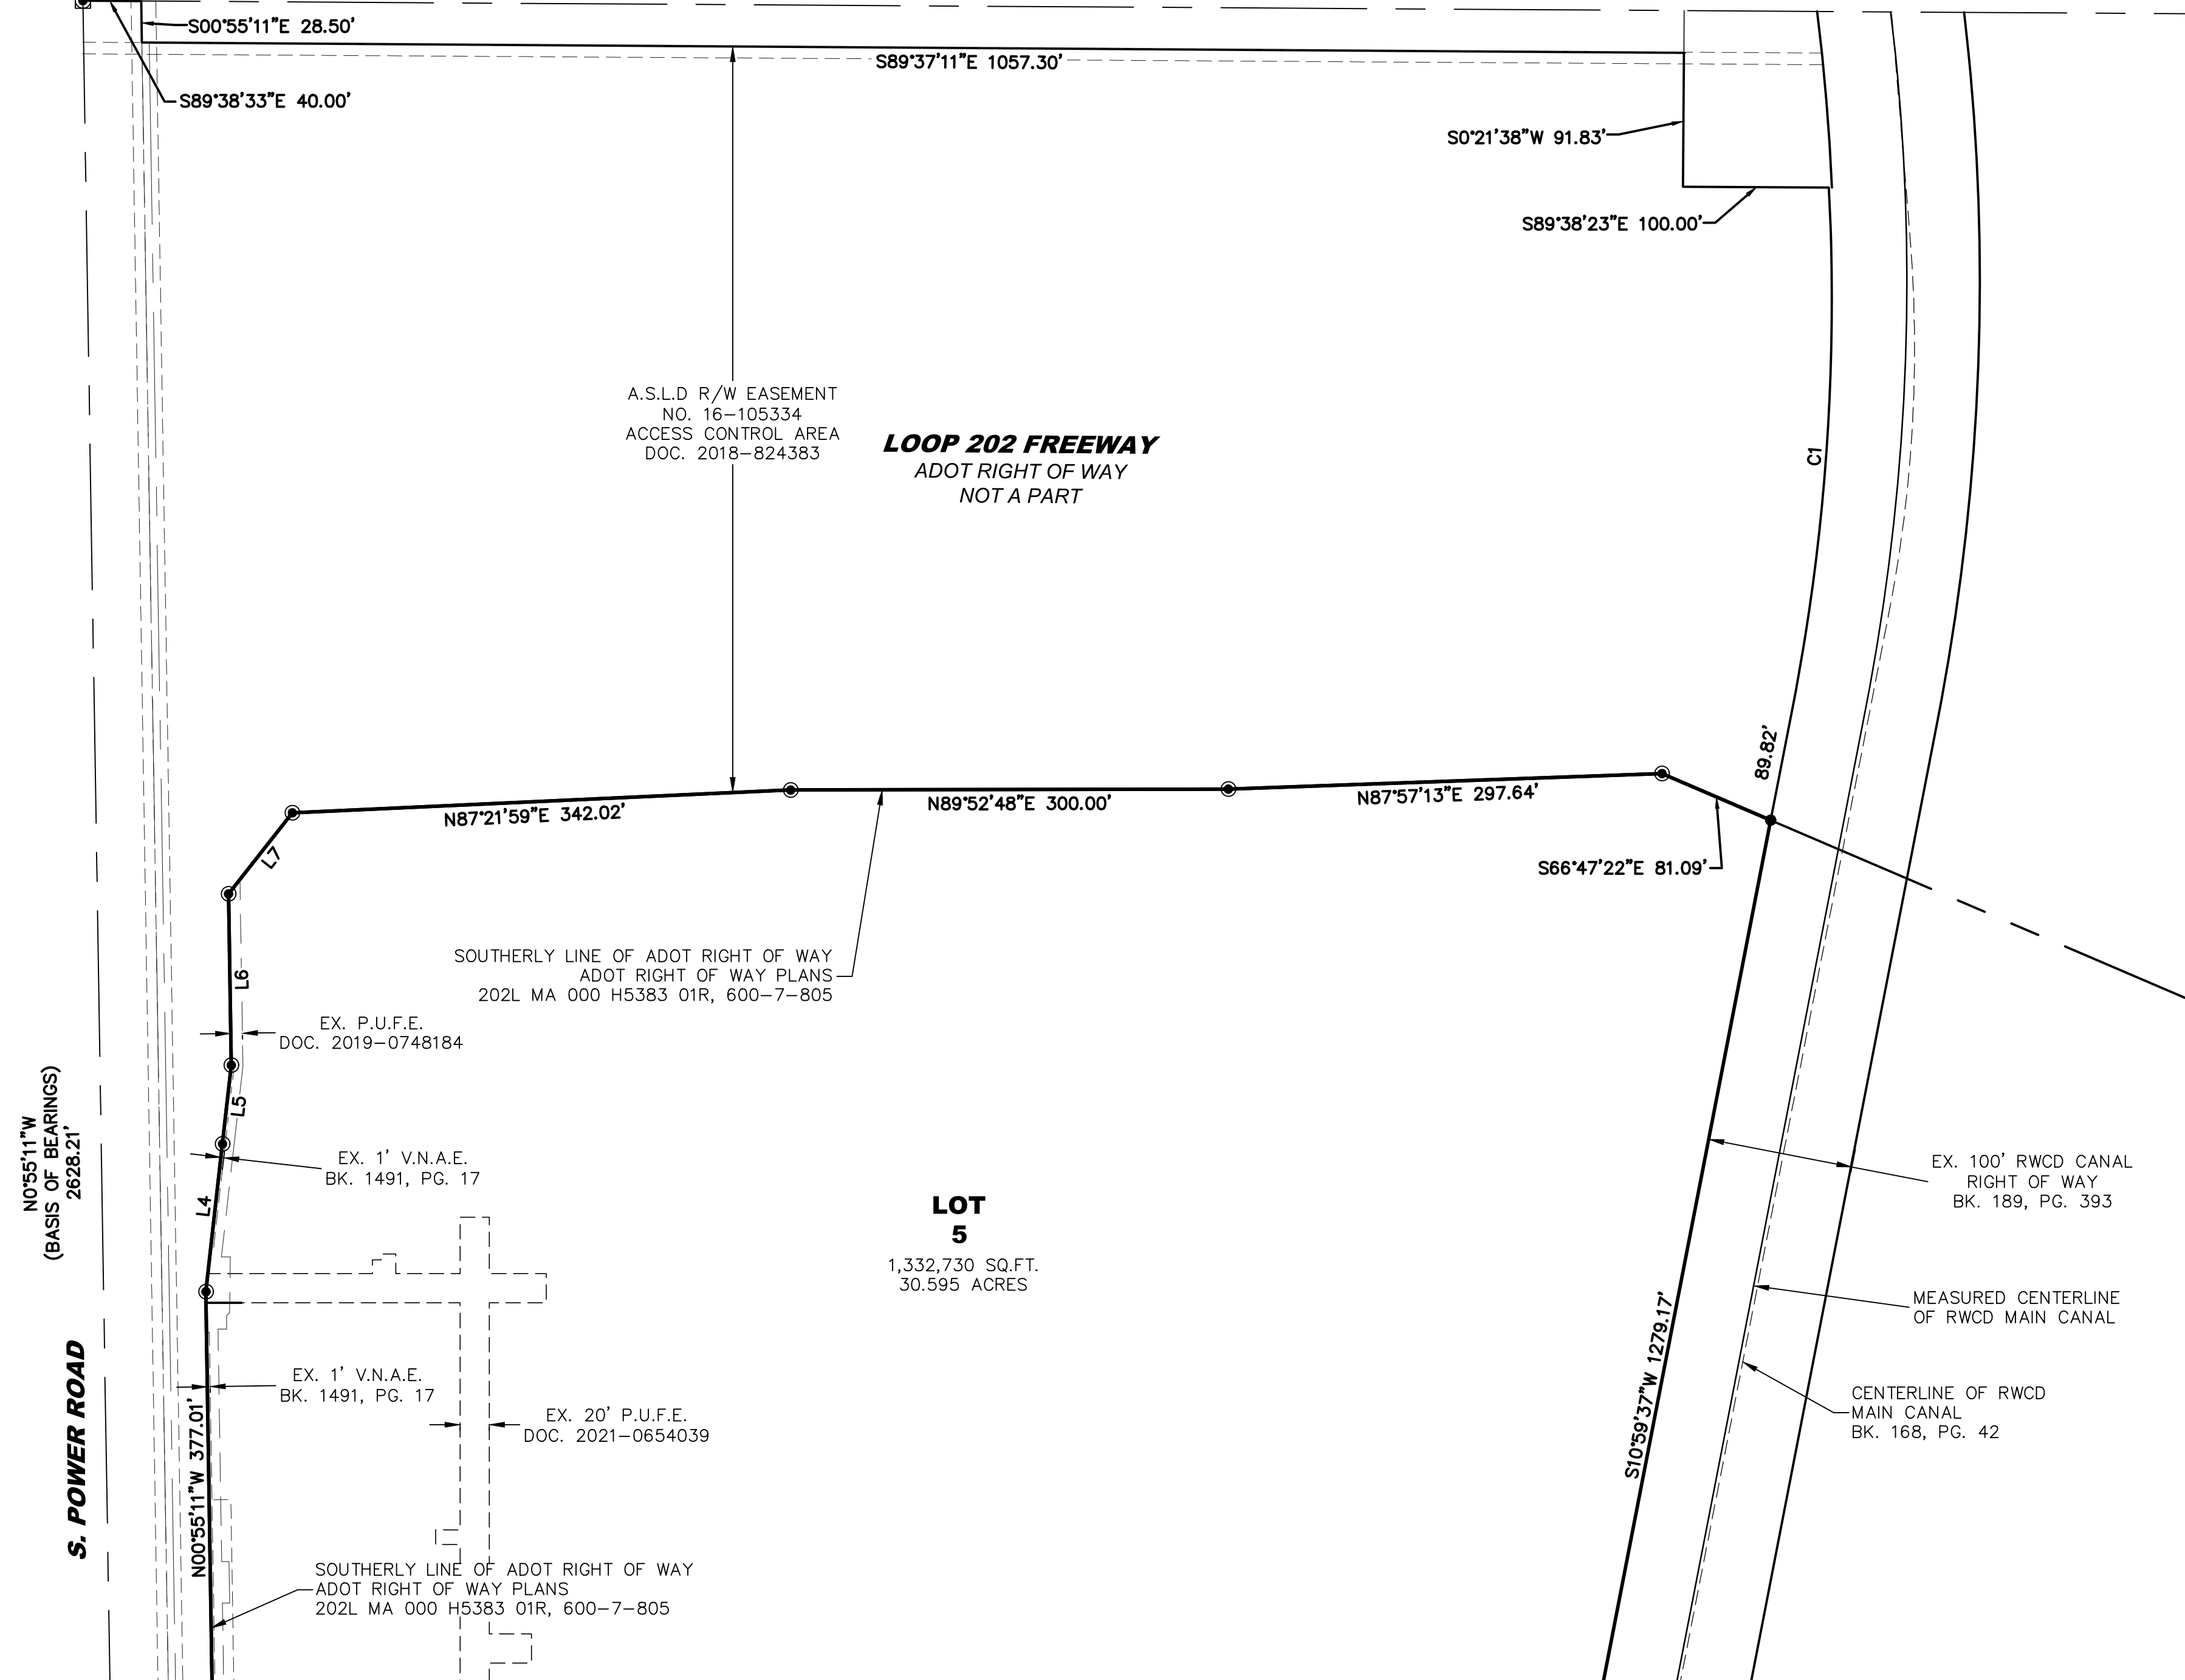 S00°55'11"E 28.50'
S89°37'11"E 1057.30'
S89°38'33"E 40.00'
S0°21'38"W 91.83'
S89°38'23"E 100.00'
A.S.L.D R/W EASEMENT
NO. 16-105334
ACCESS CONTROL AREA
DOC. 2018-824383
LOOP 202 FREEWAY
ADOT RIGHT OF WAY
NOT A PART
C1
89.82'
N87°21'59"E 342.02'
N89°52'48"E 300.00'
N87°57'13"E 297.64'
S66°47'22"E 81.09'
L7
SOUTHERLY LINE OF ADOT RIGHT OF WAY
ADOT RIGHT OF WAY PLANS
202L MA 000 H5383 01R, 600-7-805
L6
EX. P.U.F.E.
DOC. 2019-0748184
L5
N0°55'11"W
(BASIS OF BEARINGS)
2628.21'
EX. 1' V.N.A.E.
BK. 1491, PG. 17
L4
LOT
5
1,332,730 SQ.FT.
30.595 ACRES
EX. 100' RWCD CANAL
RIGHT OF WAY
BK. 189, PG. 393
MEASURED CENTERLINE
OF RWCD MAIN CANAL
S10°59'37"W 1279.17'
CENTERLINE OF RWCD
MAIN CANAL
BK. 168, PG. 42
S. POWER ROAD
EX. 1' V.N.A.E.
BK. 1491, PG. 17
N00°55'11"W 377.01'
EX. 20' P.U.F.E.
DOC. 2021-0654039
SOUTHERLY LINE OF ADOT RIGHT OF WAY
ADOT RIGHT OF WAY PLANS
202L MA 000 H5383 01R, 600-7-805